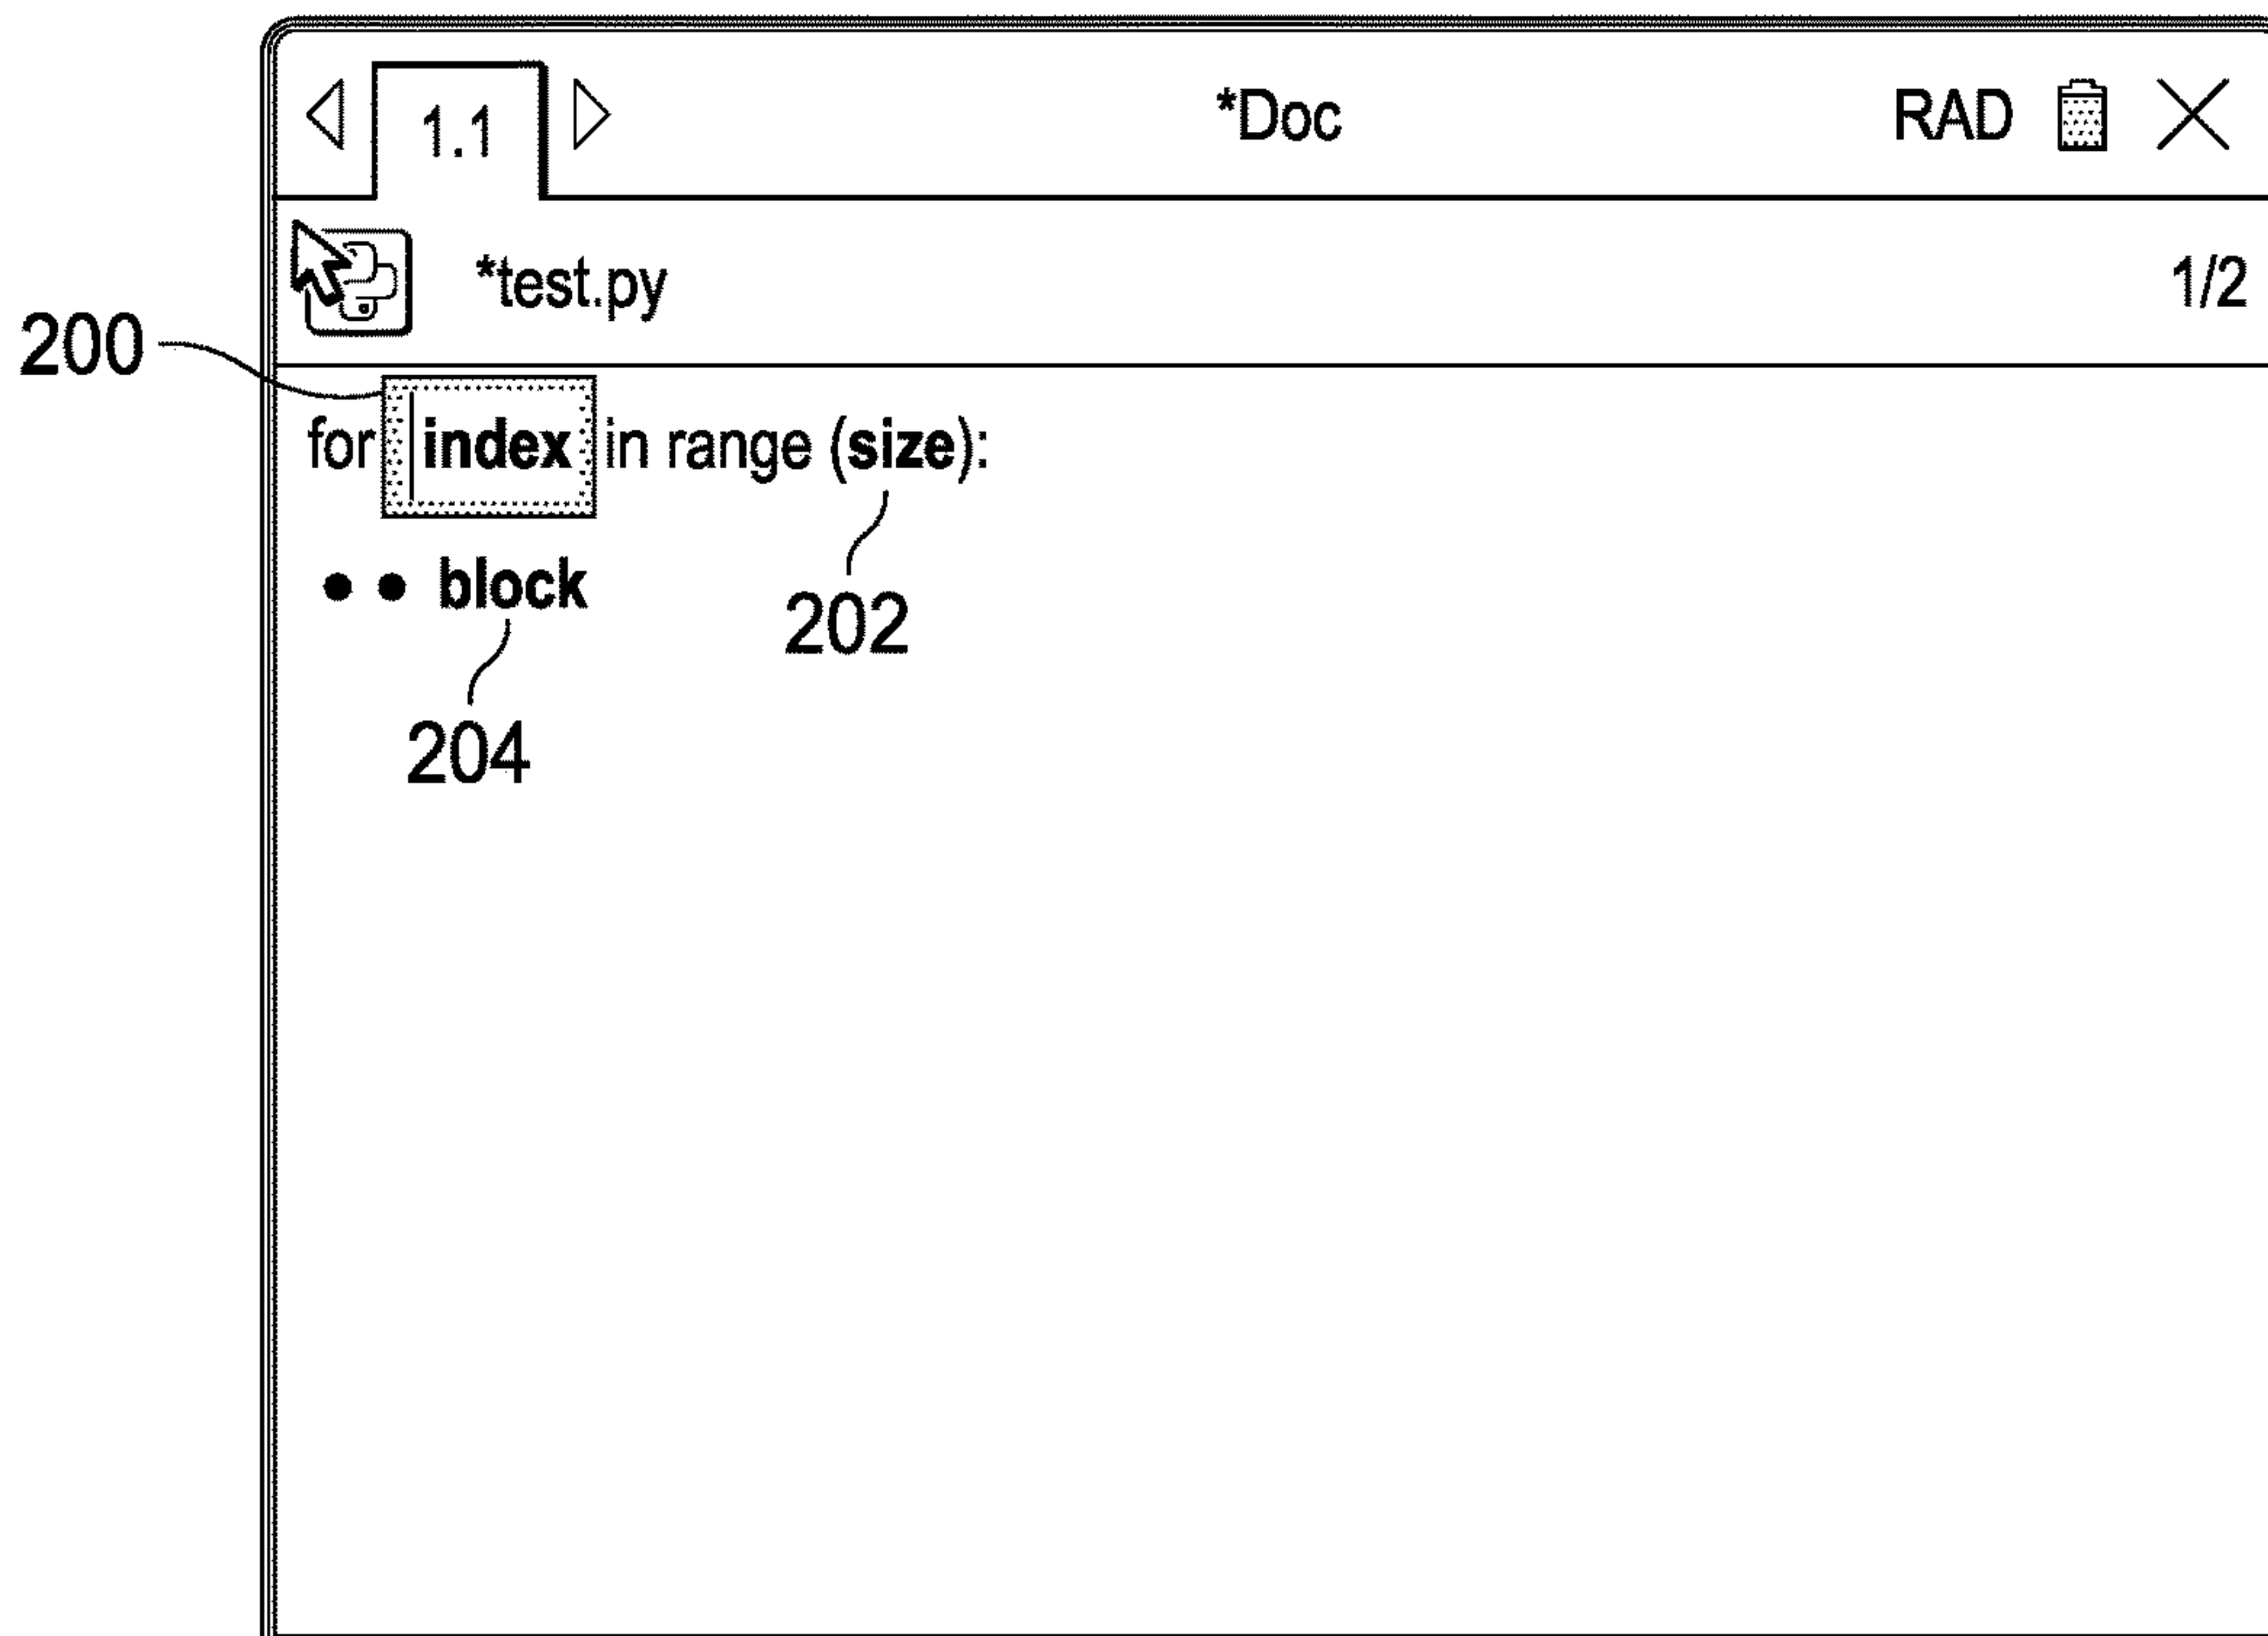 1.1 *Doc RAD
*test.py 1/2
200
for index in range (size):
•• block
202
204